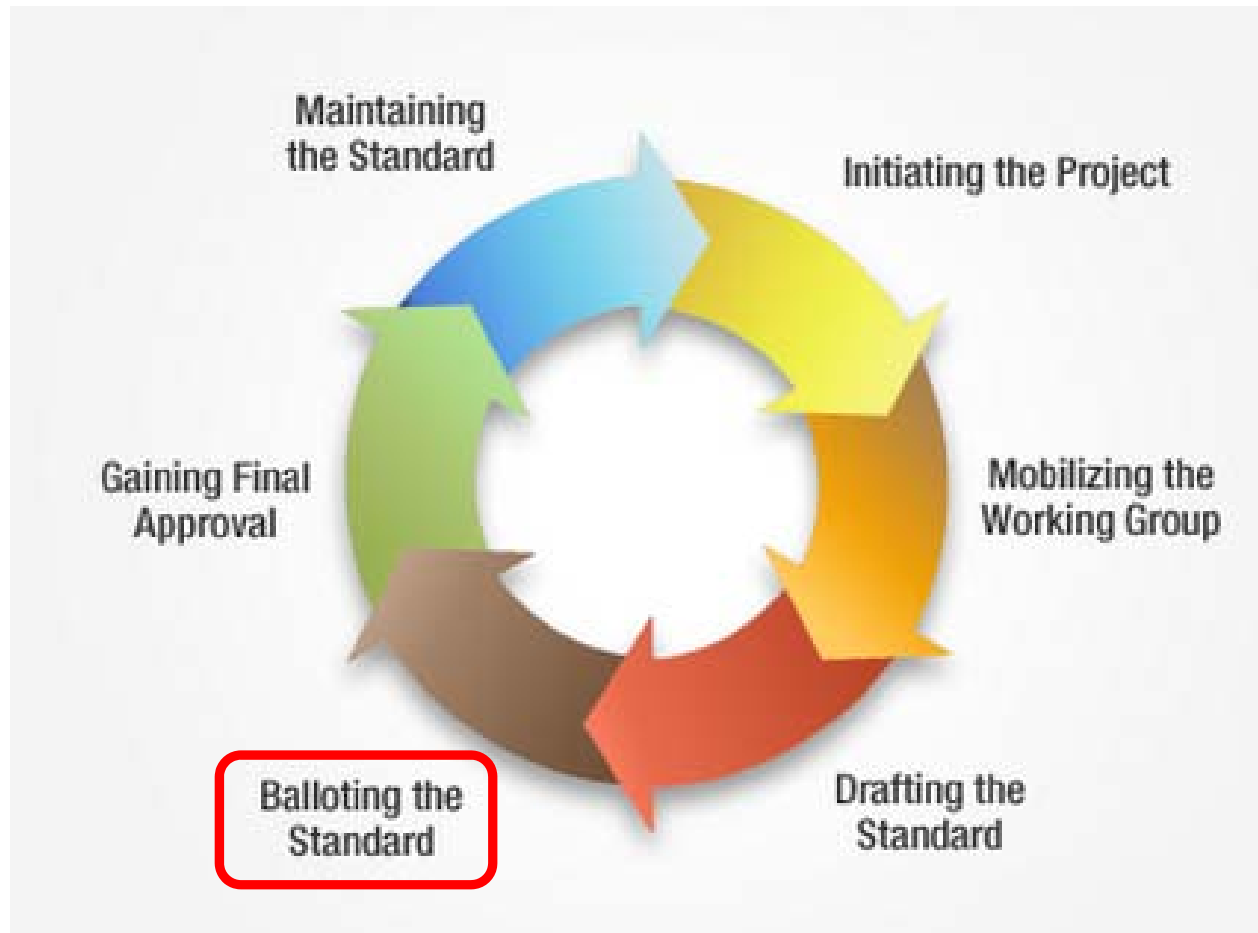 Maintaining
the Standard
Initiating the Project
Gaining Final
Approval
Mobilizing the
Working Group
Balloting the
Standard
Drafting the
Standard